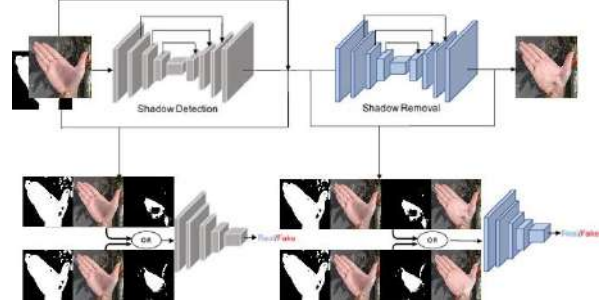 Shadow Detection
Shadow Removal
OR
Real/Fake
OR
Real/Fake